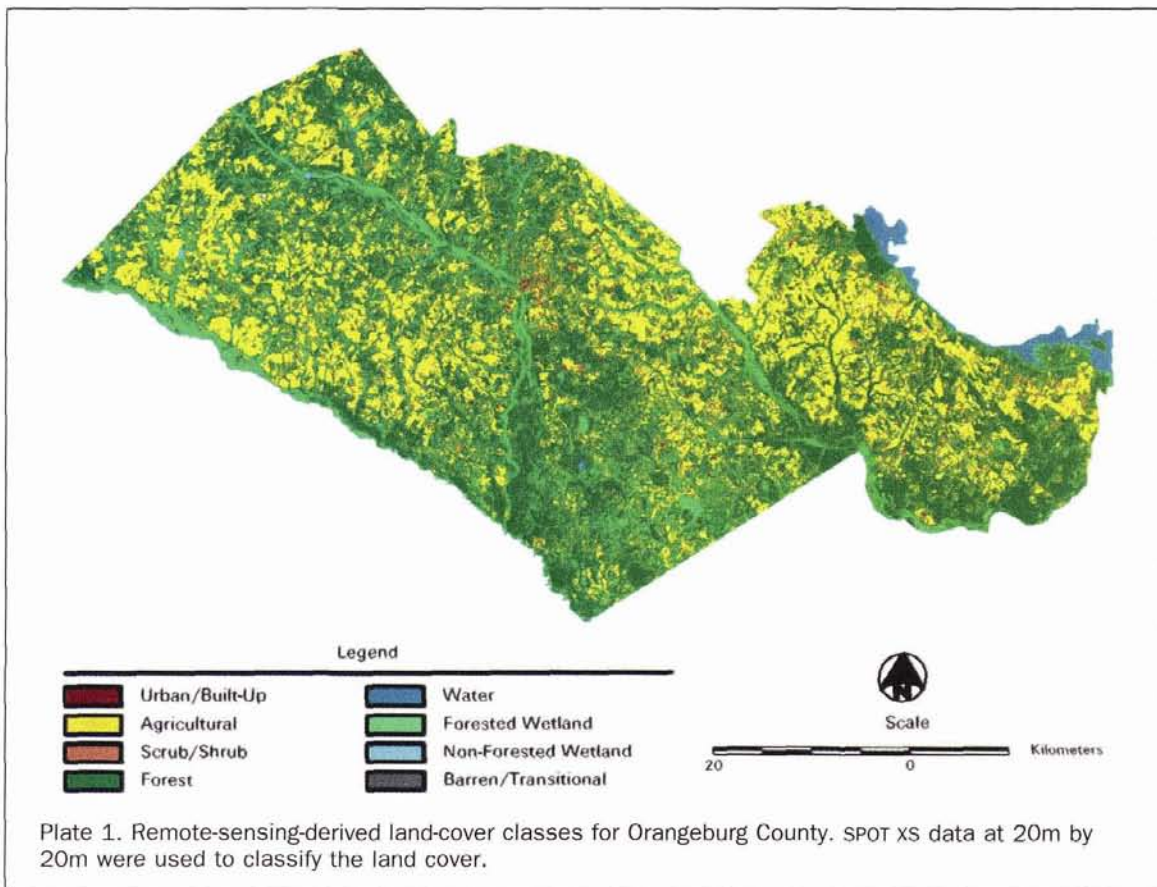 Legend
Urban/Built-Up
Agricultural
Scrub/Shrub
Forest
Water
Forested Wetland
Non-Forested Wetland
Barren/Transitional
N
Scale
Kilometers
20 0
Plate 1. Remote-sensing-derived land-cover classes for Orangeburg County. SPOT XS data at 20m by
20m were used to classify the land cover.